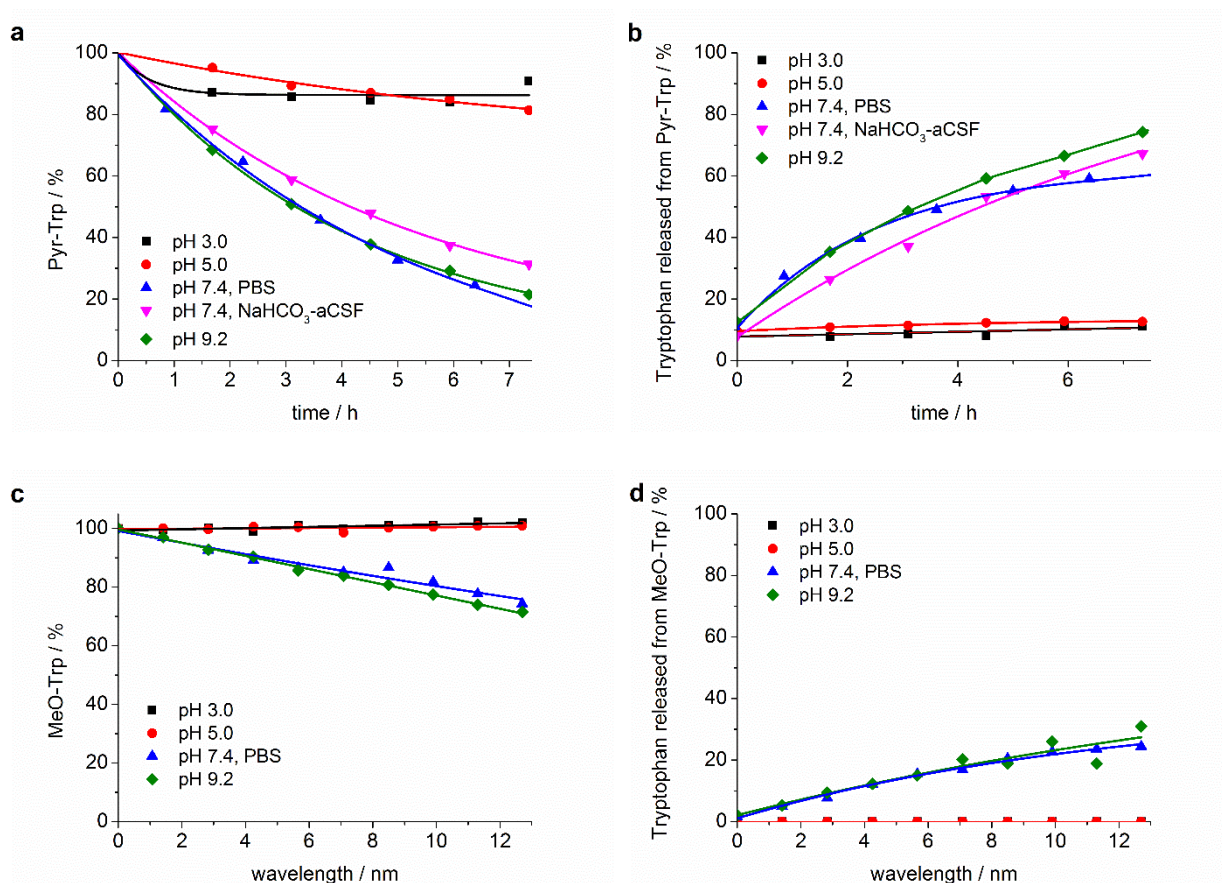 a
100
80
60
40
20
0
Pyr-Trp / %
pH 3.0
pH 5.0
pH 7.4, PBS
pH 7.4, NaHCO₃-aCSF
pH 9.2
0 1 2 3 4 5 6 7
time / h
b
100
80
60
40
20
0
Tryptophan released from Pyr-Trp / %
pH 3.0
pH 5.0
pH 7.4, PBS
pH 7.4, NaHCO₃-aCSF
pH 9.2
0 2 4 6
time / h
c
100
80
60
40
20
0
MeO-Trp / %
pH 3.0
pH 5.0
pH 7.4, PBS
pH 9.2
0 2 4 6 8 10 12
wavelength / nm
d
100
80
60
40
20
0
Tryptophan released from MeO-Trp / %
pH 3.0
pH 5.0
pH 7.4, PBS
pH 9.2
0 2 4 6 8 10 12
wavelength / nm